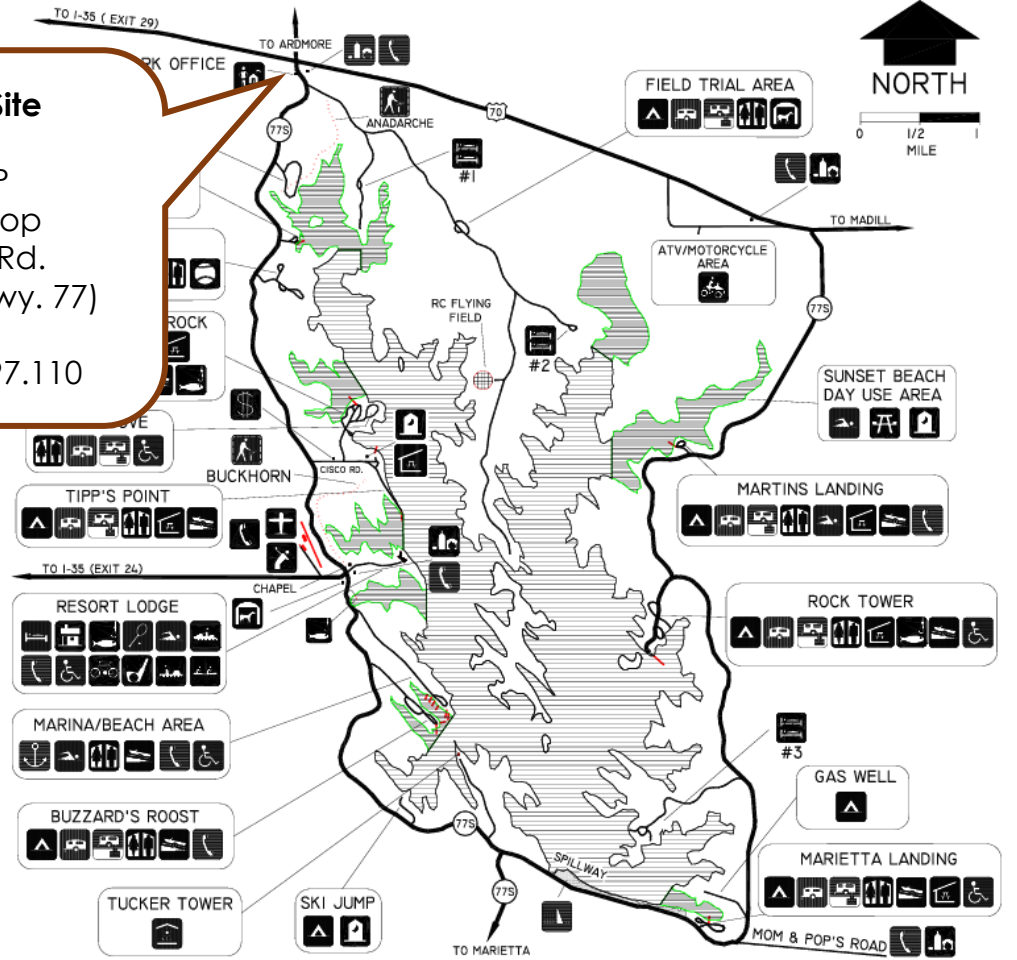 TO I-35 ( EXIT 29)
TO ARDMORE
RK OFFICE
NORTH
0 1/2 1
MILE
Site
op
Rd.
wy. 77)
97.110
77S
ANADARCHE
70
FIELD TRIAL AREA
#1
TO MADILL
ATV/MOTORCYCLE
AREA
77S
RC FLYING
FIELD
#2
ROCK
SUNSET BEACH
DAY USE AREA
$
OVE
CISCO RD.
BUCKHORN
TIPP'S POINT
MARTINS LANDING
TO I-35 (EXIT 24)
CHAPEL
RESORT LODGE
ROCK TOWER
MARINA/BEACH AREA
#3
GAS WELL
BUZZARD'S ROOST
77S
SPILLWAY
MARIETTA LANDING
77S
TUCKER TOWER
SKI JUMP
TO MARIETTA
MOM & POP'S ROAD